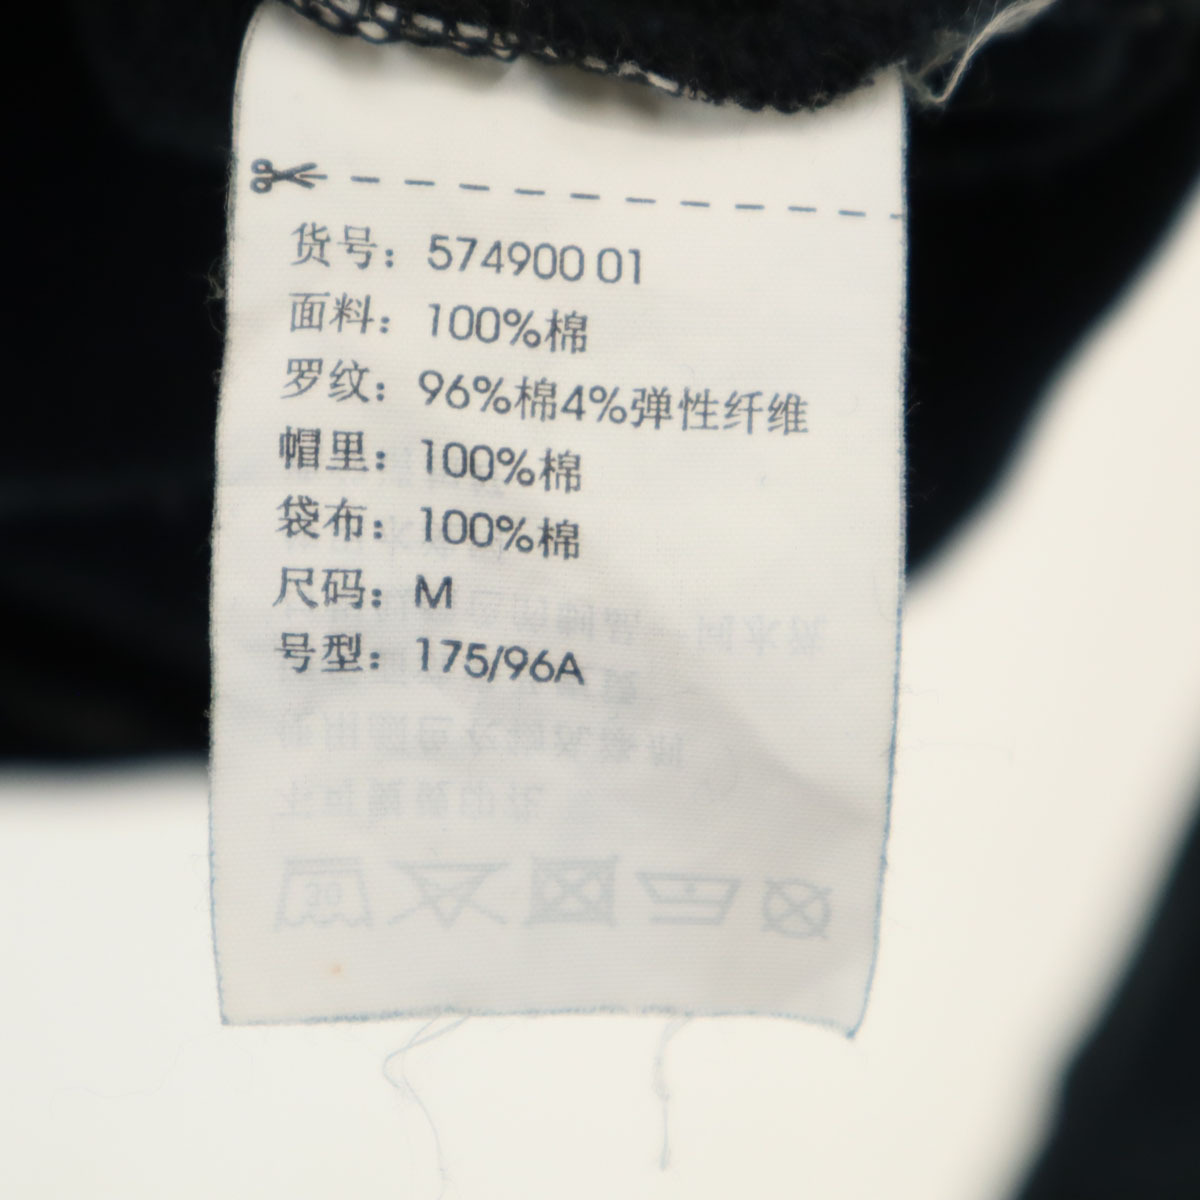 货号：574900 01
面料：100%棉
罗纹：96%棉4%弹性纤维
帽里：100%棉
袋布：100%棉
尺码：M
号型：175/96A